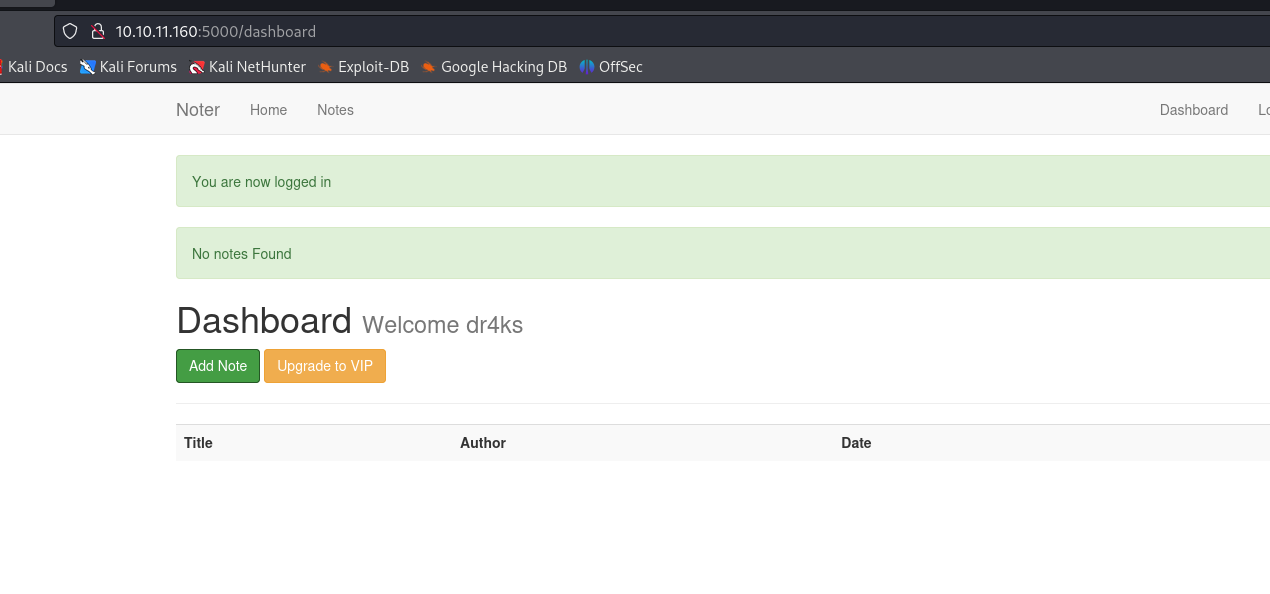 10.10.11.160:5000/dashboard
Kali Docs Kali Forums Kali NetHunter Exploit-DB Google Hacking DB OffSec
Noter Home Notes Dashboard
You are now logged in
No notes Found
Dashboard Welcome dr4ks
Add Note Upgrade to VIP
Title Author Date